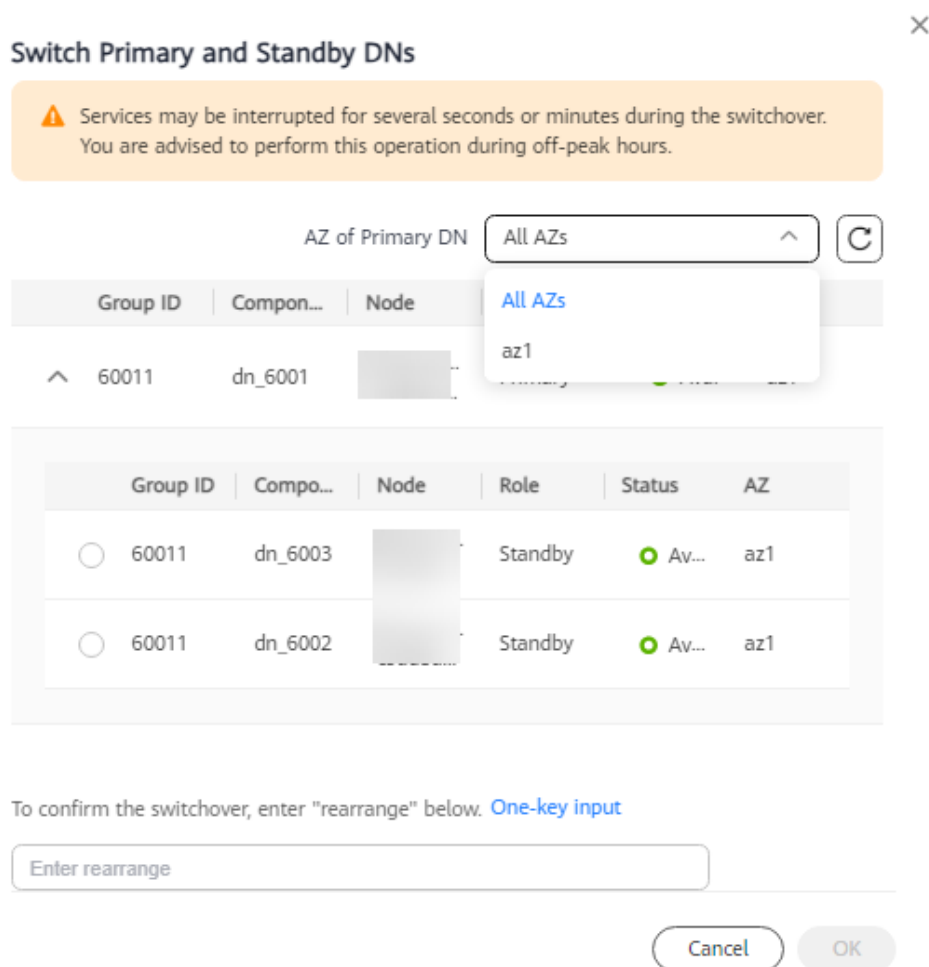 Switch Primary and Standby DNs
Services may be interrupted for several seconds or minutes during the switchover.
You are advised to perform this operation during off-peak hours.
AZ of Primary DN All AZs
Group ID Compon... Node All AZs
az1
60011 dn_6001
Group ID Compo... Node Role Status AZ
60011 dn_6003 Standby Av... az1
60011 dn_6002 Standby Av... az1
To confirm the switchover, enter "rearrange" below. One-key input
Enter rearrange
Cancel OK